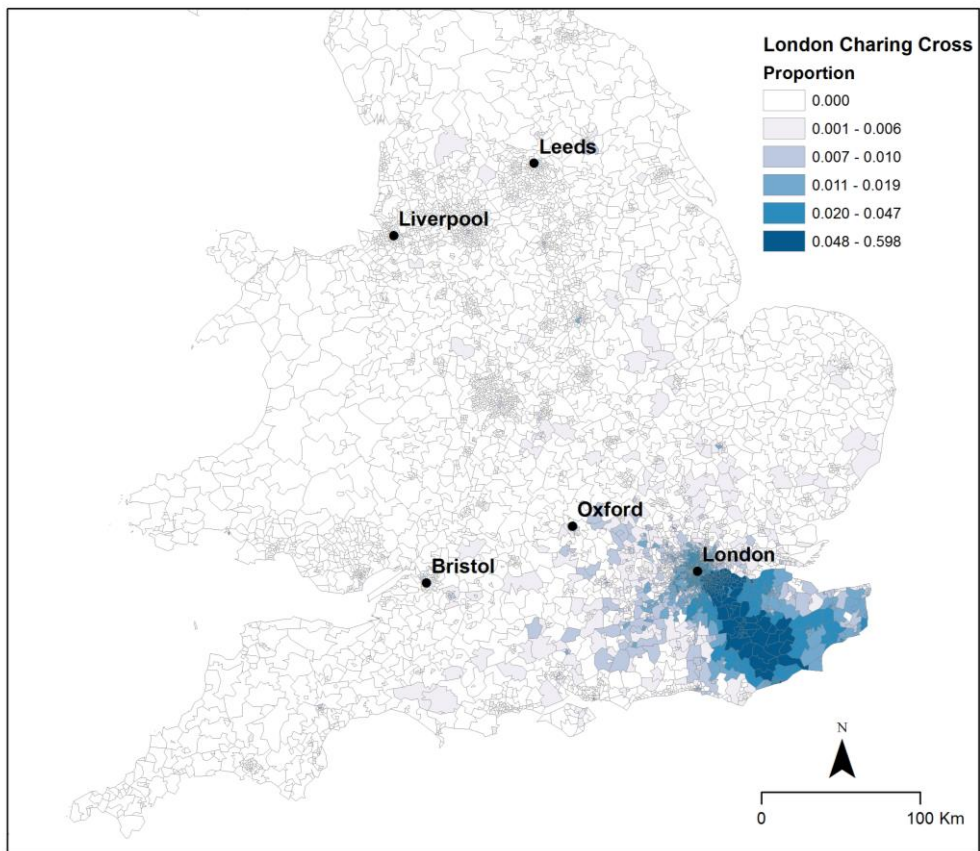 London Charing Cross
Proportion
0.000
0.001 - 0.006
0.007 - 0.010
0.011 - 0.019
0.020 - 0.047
0.048 - 0.598
Leeds
Liverpool
Oxford
London
Bristol
N
0 100 Km